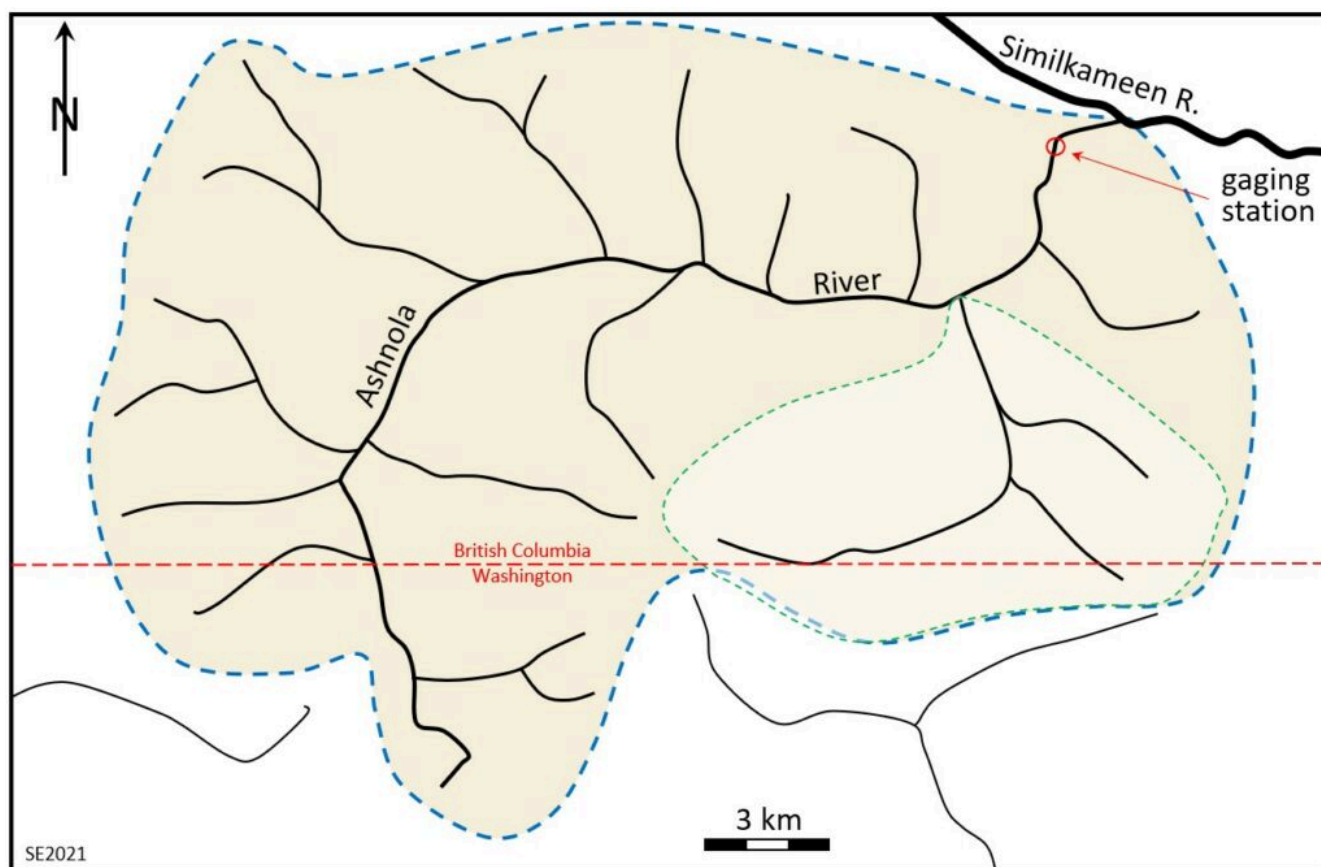 N
Similkameen R.
gaging
station
River
Ashnola
British Columbia
Washington
3 km
SE2021